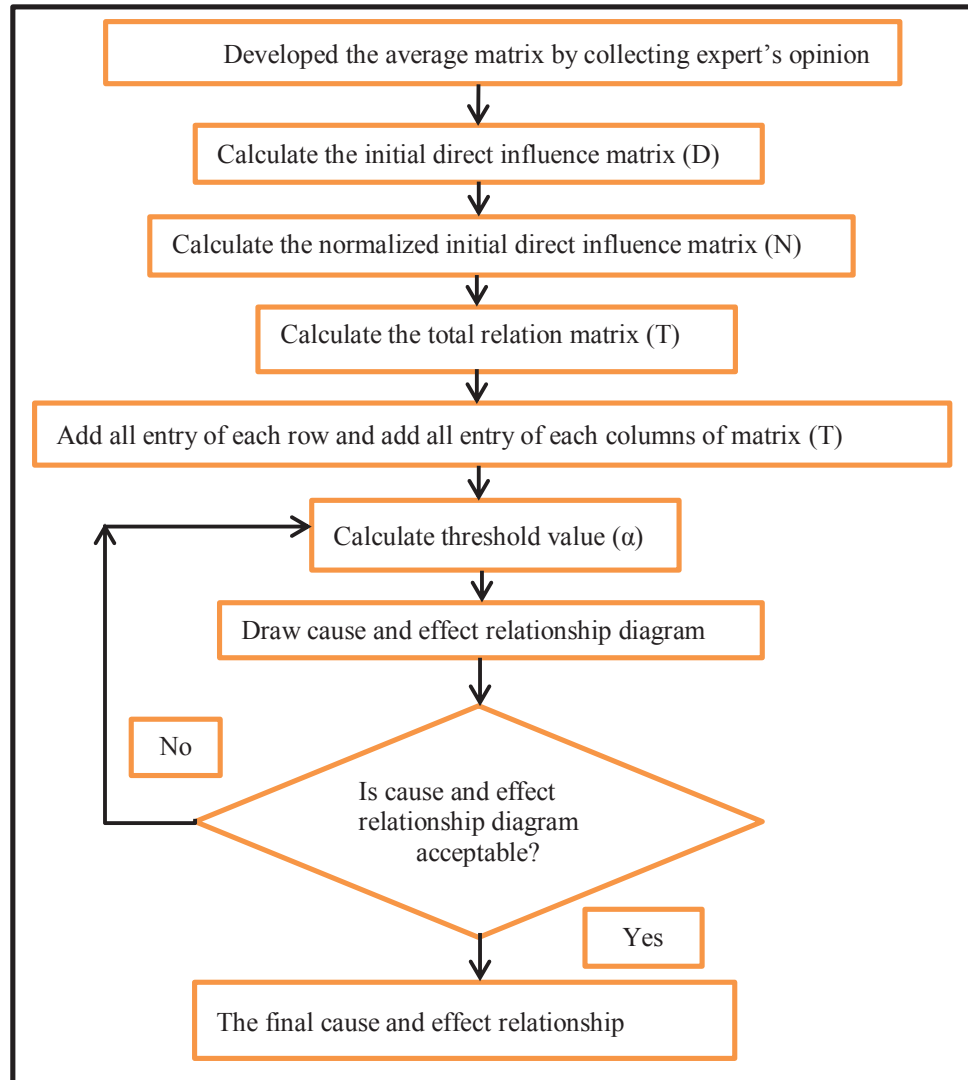 Developed the average matrix by collecting expert’s opinion
Calculate the initial direct influence matrix (D)
Calculate the normalized initial direct influence matrix (N)
Calculate the total relation matrix (T)
Add all entry of each row and add all entry of each columns of matrix (T)
Calculate threshold value (α)
Draw cause and effect relationship diagram
No
Is cause and effect
relationship diagram
acceptable?
Yes
The final cause and effect relationship